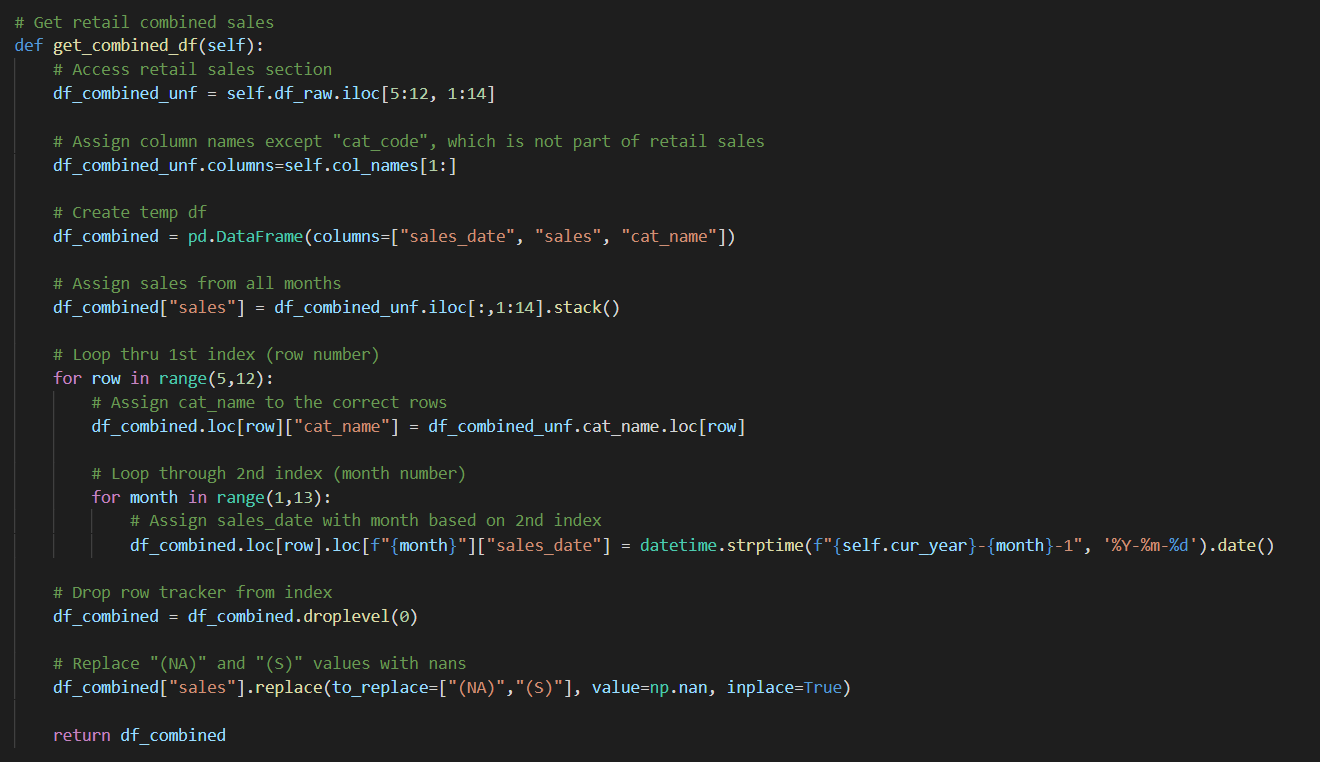 # Get retail combined sales
def get_combined_df(self):
    # Access retail sales section
    df_combined_unf = self.df_raw.iloc[5:12, 1:14]

    # Assign column names except "cat_code", which is not part of retail sales
    df_combined_unf.columns=self.col_names[1:]

    # Create temp df
    df_combined = pd.DataFrame(columns=["sales_date", "sales", "cat_name"])

    # Assign sales from all months
    df_combined["sales"] = df_combined_unf.iloc[:,1:14].stack()

    # Loop thru 1st index (row number)
    for row in range(5,12):
        # Assign cat_name to the correct rows
        df_combined.loc[row]["cat_name"] = df_combined_unf.cat_name.loc[row]

        # Loop through 2nd index (month number)
        for month in range(1,13):
            # Assign sales_date with month based on 2nd index
            df_combined.loc[row].loc[f"{month}"]["sales_date"] = datetime.strptime(f"{self.cur_year}-{month}-1", '%Y-%m-%d').date()

    # Drop row tracker from index
    df_combined = df_combined.droplevel(0)

    # Replace "(NA)" and "(S)" values with nans
    df_combined["sales"].replace(to_replace=["(NA)","(S)"], value=np.nan, inplace=True)

    return df_combined